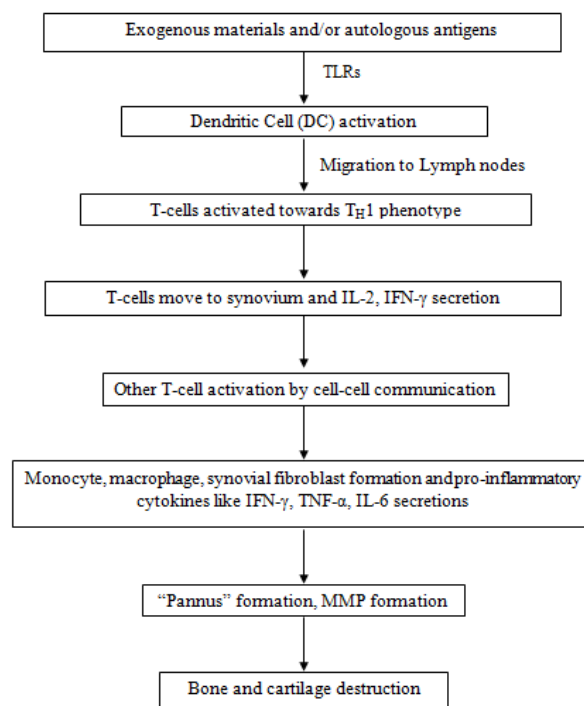 Exogenous materials and/or autologous antigens
TLRs
Dendritic Cell (DC) activation
Migration to Lymph nodes
T-cells activated towards TH1 phenotype
T-cells move to synovium and IL-2, IFN-γ secretion
Other T-cell activation by cell-cell communication
Monocyte, macrophage, synovial fibroblast formation and pro-inflammatory
cytokines like IFN-γ, TNF-α, IL-6 secretions
“Pannus” formation, MMP formation
Bone and cartilage destruction